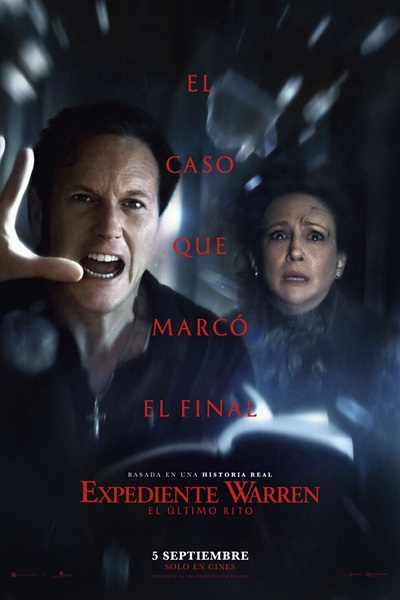 EL
CASO
QUE
MARCÓ
EL FINAL
BASADA EN UNA HISTORIA REAL
EXPEDIENTE WARREN
EL ÚLTIMO RITO
5 SEPTIEMBRE
SOLO EN CINES